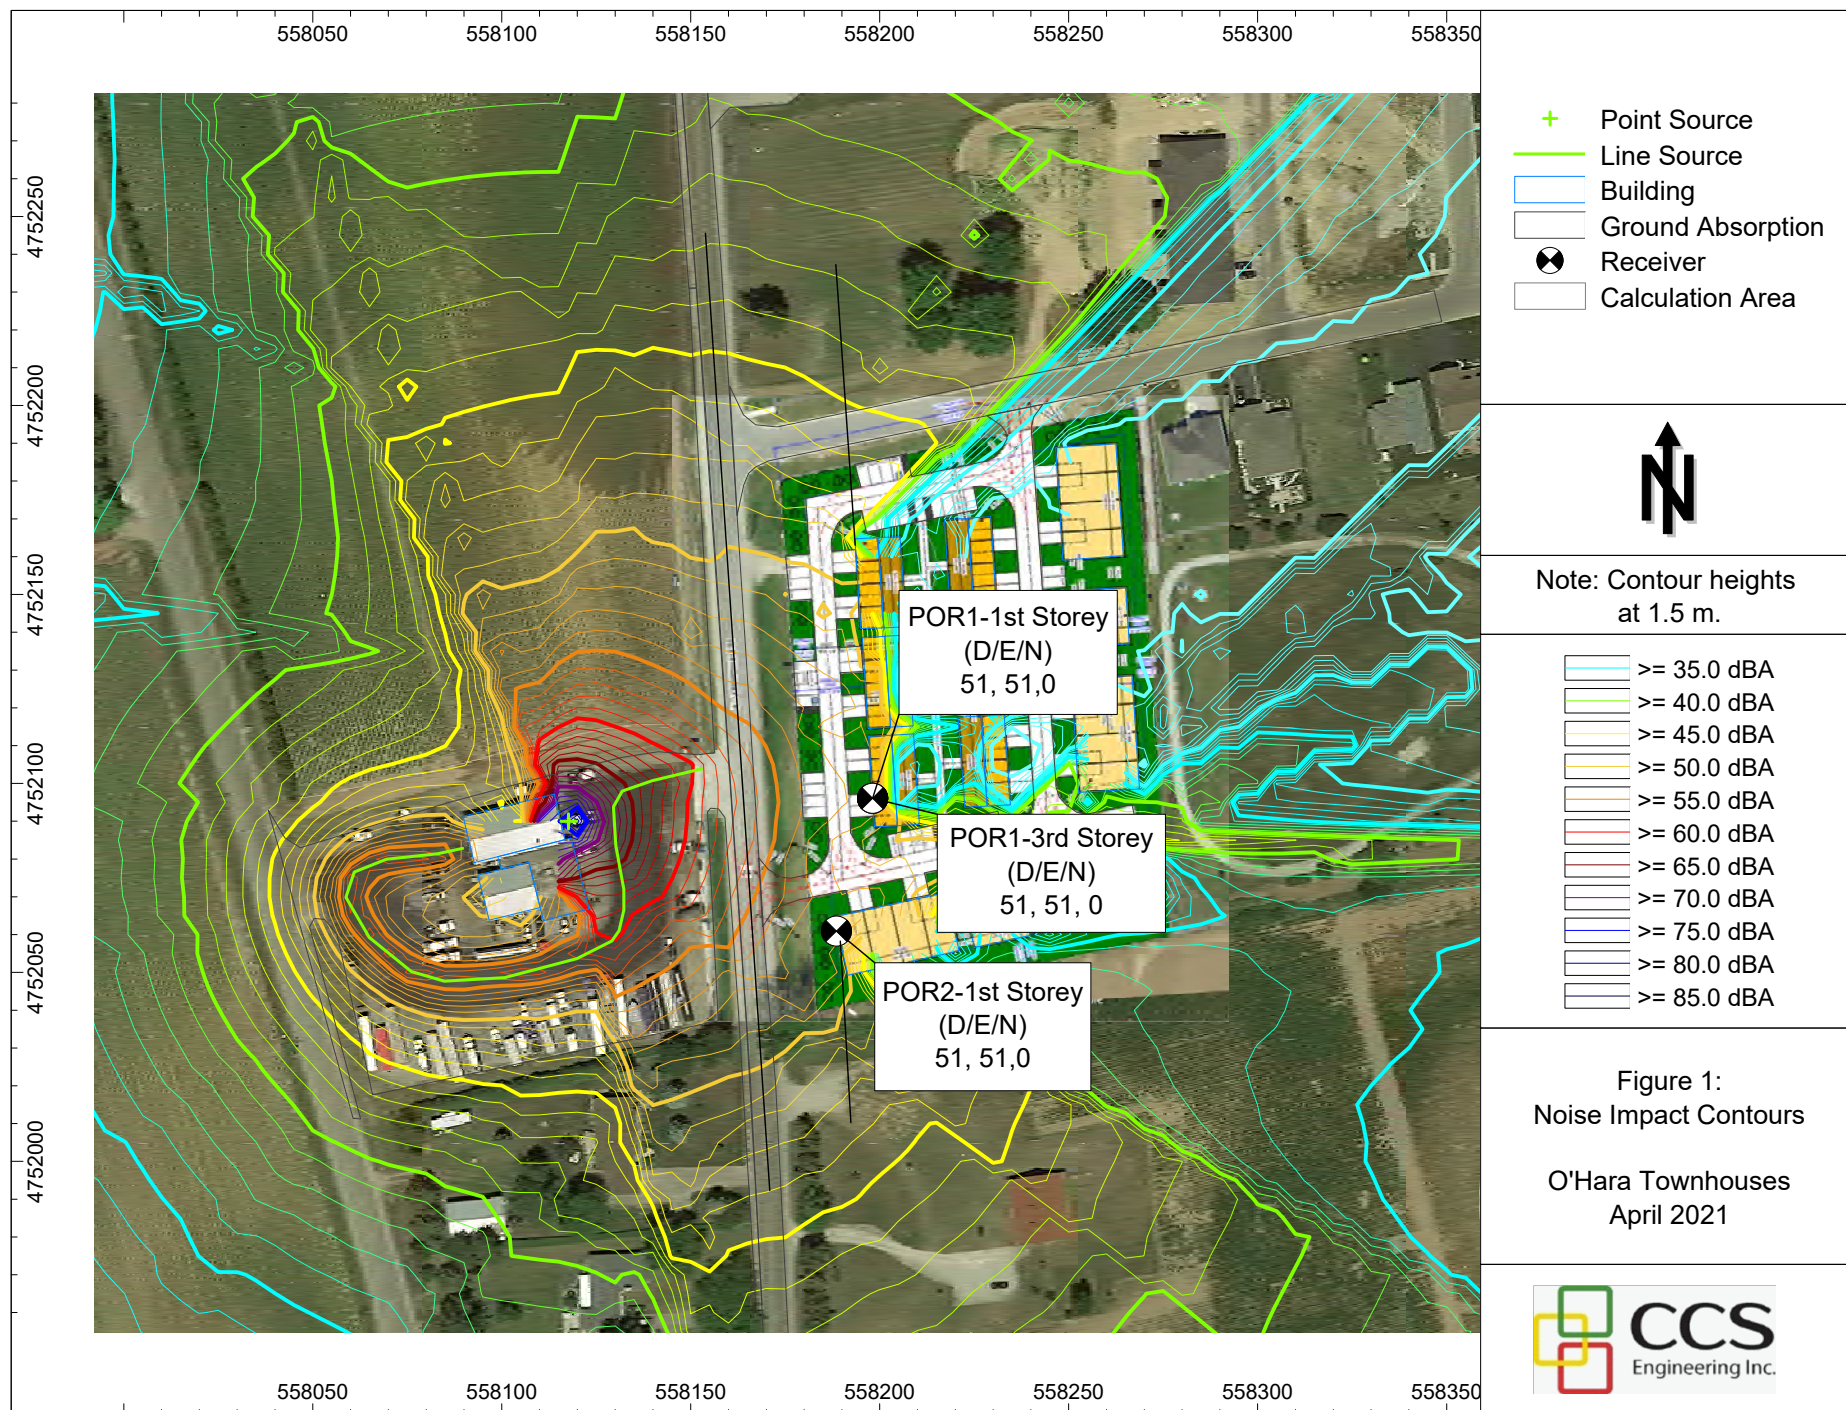 558050 558100 558150 558200 558250 558300 558350
4752250
4752200
4752150
4752100
4752050
4752000
POR1-1st Storey
(D/E/N)
51, 51,0
POR1-3rd Storey
(D/E/N)
51, 51, 0
POR2-1st Storey
(D/E/N)
51, 51,0
558050 558100 558150 558200 558250 558300 558350
Point Source
Line Source
Building
Ground Absorption
Receiver
Calculation Area
N
Note: Contour heights
at 1.5 m.
>= 35.0 dBA
>= 40.0 dBA
>= 45.0 dBA
>= 50.0 dBA
>= 55.0 dBA
>= 60.0 dBA
>= 65.0 dBA
>= 70.0 dBA
>= 75.0 dBA
>= 80.0 dBA
>= 85.0 dBA
Figure 1:
Noise Impact Contours
O'Hara Townhouses
April 2021
CCS
Engineering Inc.